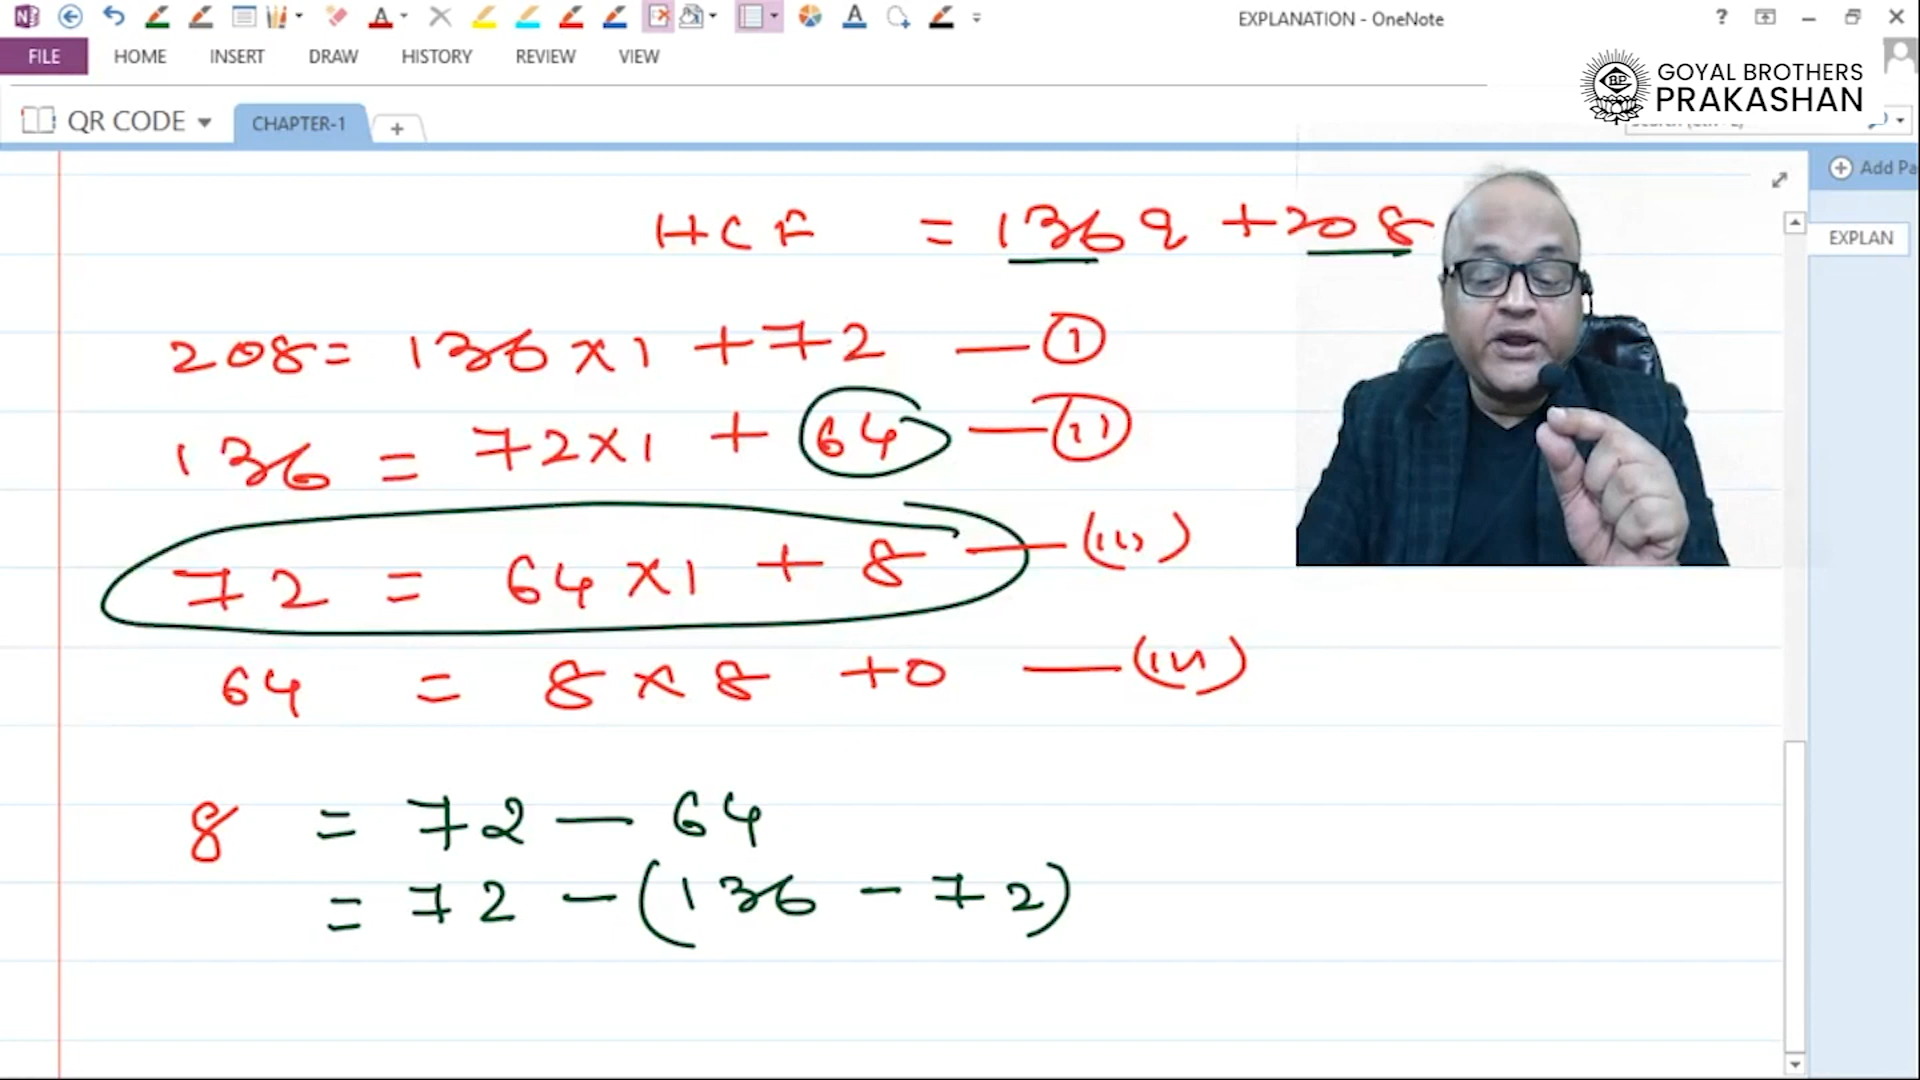 EXPLANATION - OneNote
FILE HOME INSERT DRAW HISTORY REVIEW VIEW
GOYAL BROTHERS
PRAKASHAN
BP
QR CODE CHAPTER-1 +
Add Pa
EXPLAN
HCF = 136q + 208
208 = 136 × 1 + 72 — (i)
136 = 72 × 1 + 64 — (ii)
72 = 64 × 1 + 8 — (iii)
64 = 8 × 8 + 0 — (iv)
8 = 72 — 64
= 72 - (136 - 72)